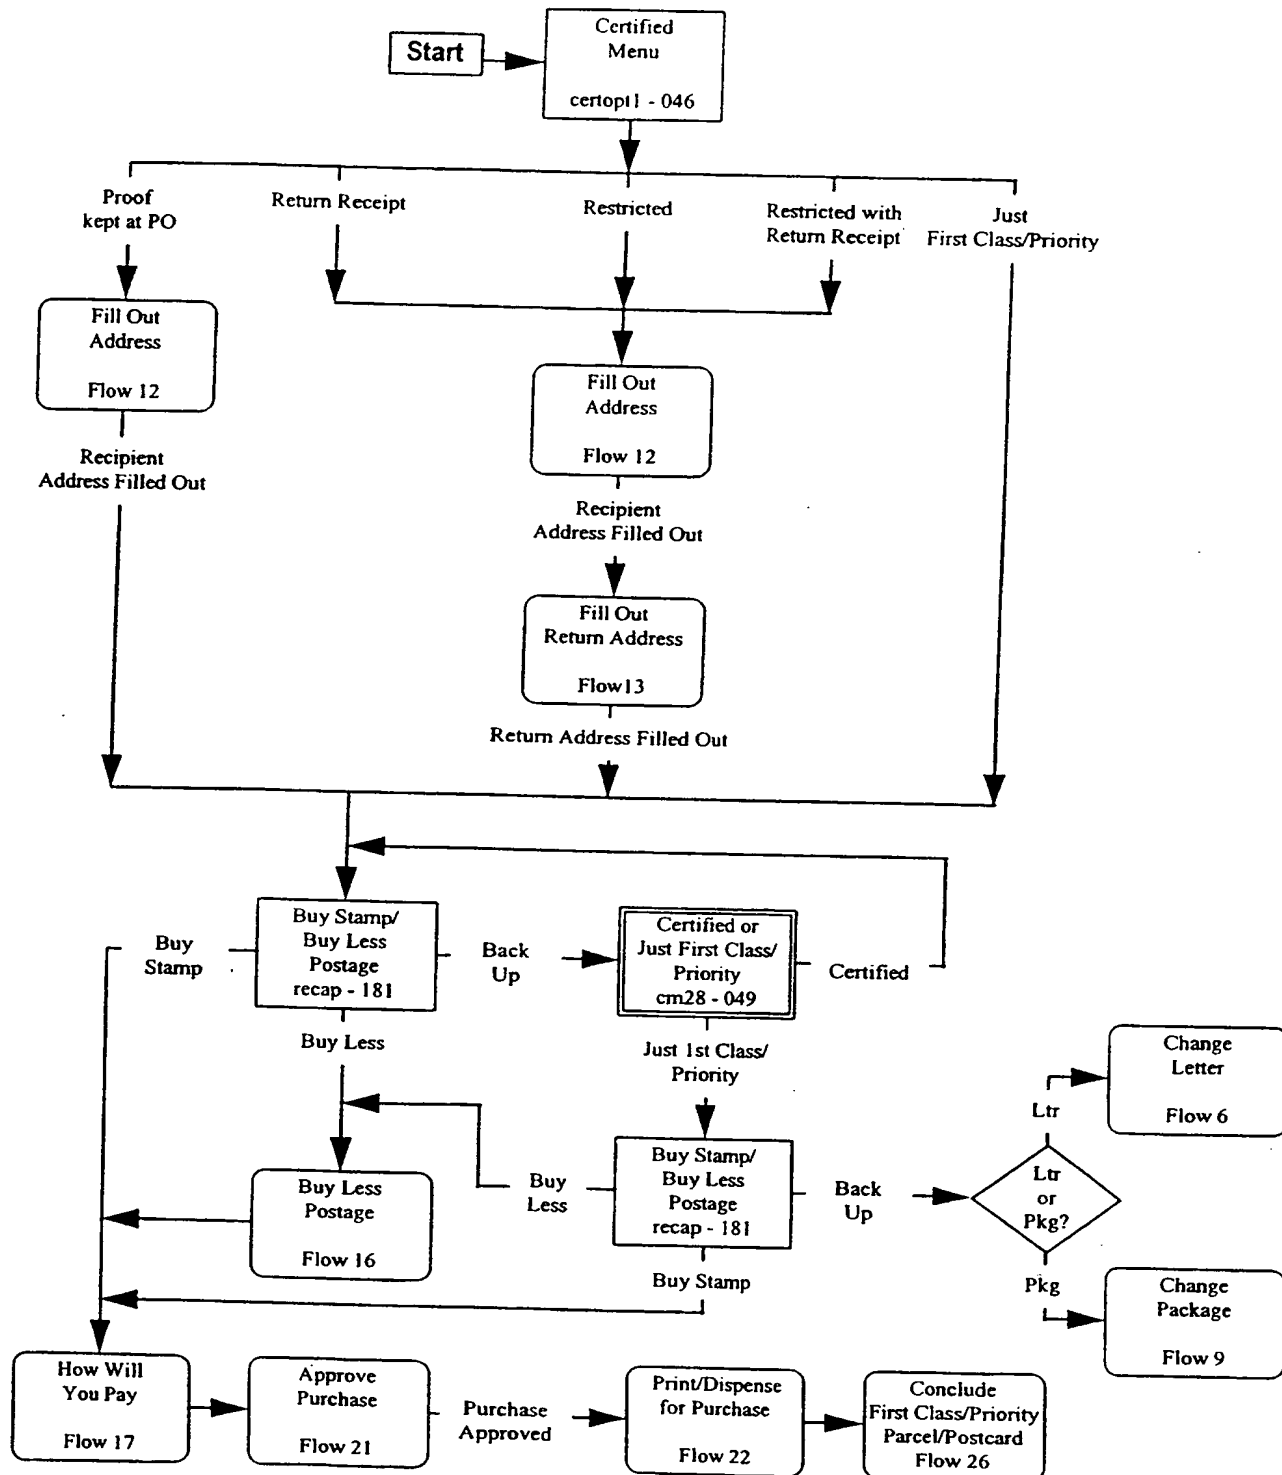 Start
Certified
Menu
certopt1 - 046
Proof
kept at PO
Return Receipt
Restricted
Restricted with
Return Receipt
Just
First Class/Priority
Fill Out
Address
Flow 12
Recipient
Address Filled Out
Fill Out
Address
Flow 12
Recipient
Address Filled Out
Fill Out
Return Address
Flow13
Return Address Filled Out
Buy
Stamp
Buy Stamp/
Buy Less
Postage
recap - 181
Back
Up
Certified or
Just First Class/
Priority
cm28 - 049
Certified
Buy Less
Just 1st Class/
Priority
Change
Letter
Flow 6
Ltr
Buy Less
Postage
Flow 16
Buy
Less
Buy Stamp/
Buy Less
Postage
recap - 181
Back
Up
Ltr
or
Pkg?
Buy Stamp
Pkg
Change
Package
Flow 9
How Will
You Pay
Flow 17
Approve
Purchase
Flow 21
Purchase
Approved
Print/Dispense
for Purchase
Flow 22
Conclude
First Class/Priority
Parcel/Postcard
Flow 26